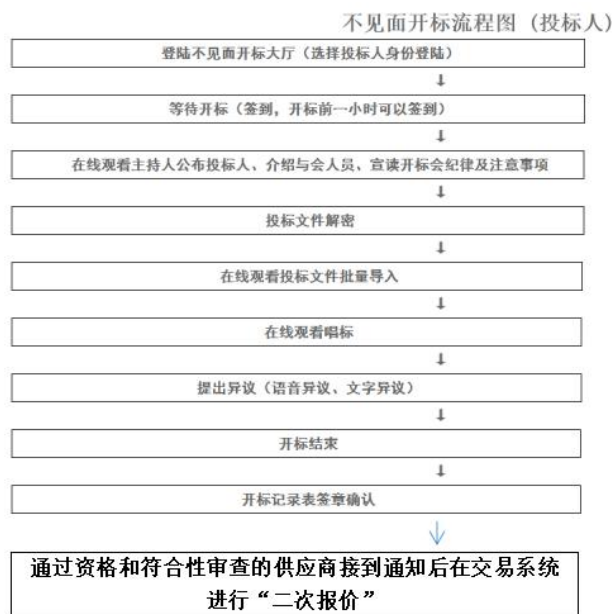 不见面开标流程图（投标人）
登陆不见面开标大厅（选择投标人身份登陆）
等待开标（签到，开标前一小时可以签到）
在线观看主持人公布投标人、介绍与会人员、宣读开标会纪律及注意事项
投标文件解密
在线观看投标文件批量导入
在线观看唱标
提出异议（语音异议、文字异议）
开标结束
开标记录表签章确认
通过资格和符合性审查的供应商接到通知后在交易系统
进行“二次报价”